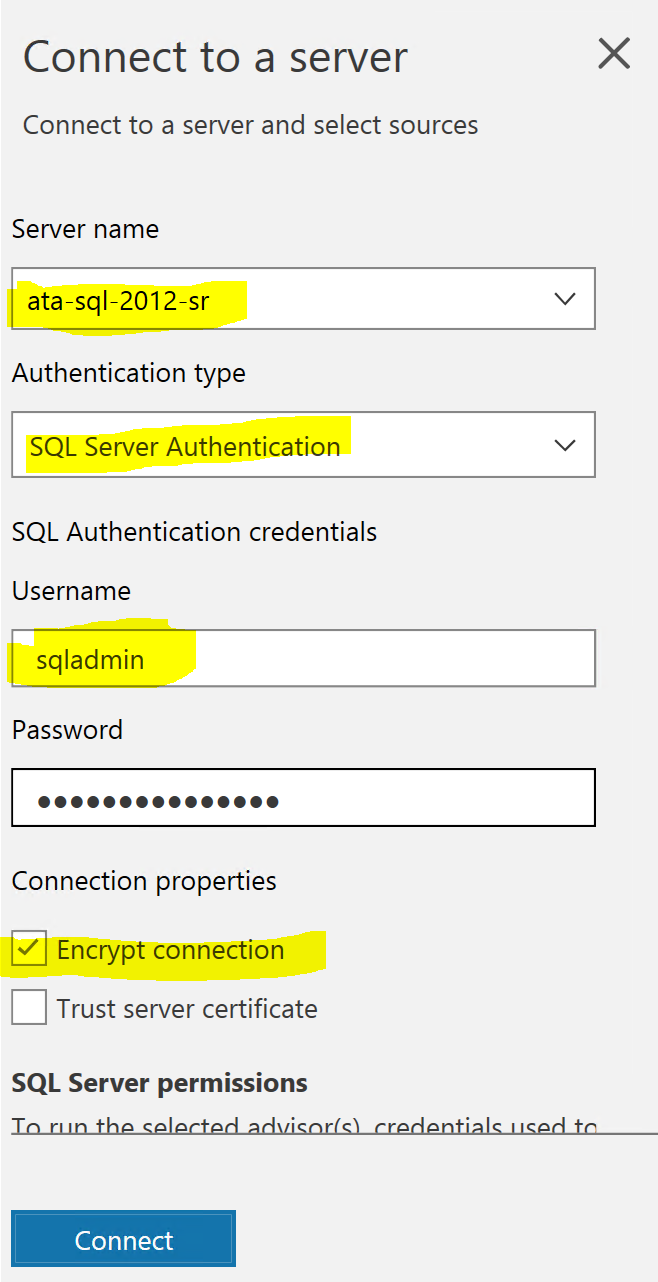 Connect to a server
Connect to a server and select sources
Server name
ata-sql-2012-sr
Authentication type
SQL Server Authentication
SQL Authentication credentials
Username
sqladmin
Password
●●●●●●●●●●●●●●●
Connection properties
Encrypt connection
Trust server certificate
SQL Server permissions
To run the selected advisor(s), credentials used to
Connect